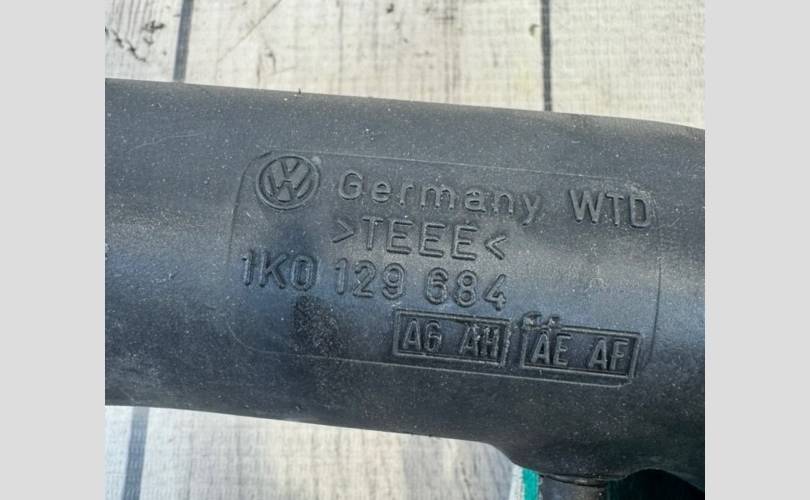 Germany WTD
>TEEE<
1K0 129 684
AG AH AE AF